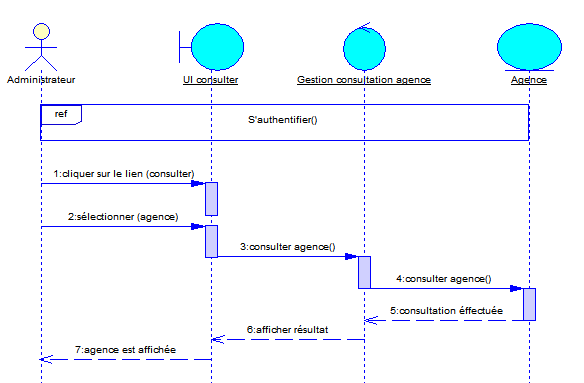 Administrateur
UI consulter
Gestion consultation agence
Agence
ref
S'authentifier()
1:cliquer sur le lien (consulter)
2:sélectionner (agence)
3:consulter agence()
4:consulter agence()
5:consultation éffectuée
6:afficher résultat
7:agence est affichée